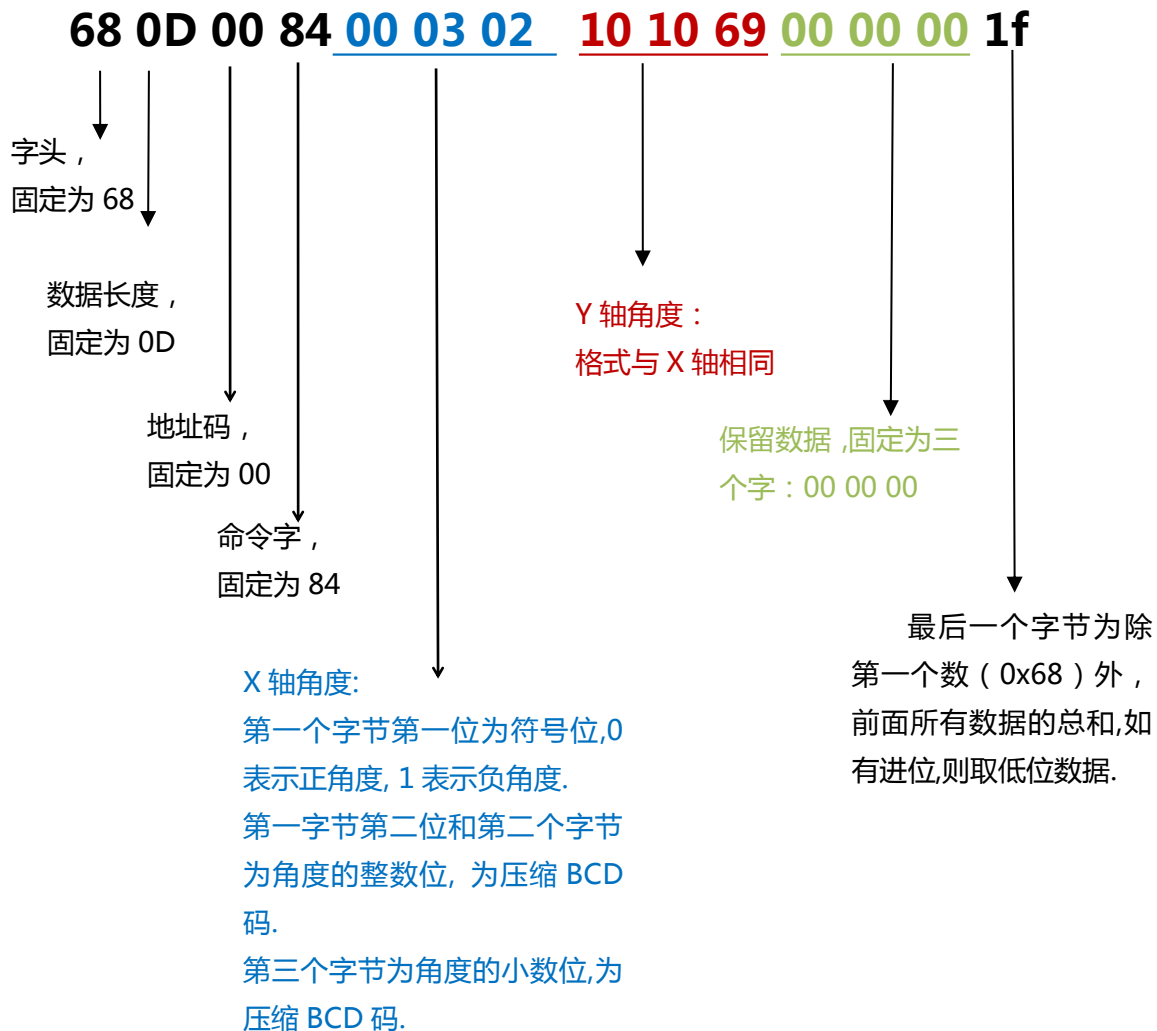 68 0D 00 84 00 03 02 10 10 69 00 00 00 1f
字头，
固定为 68
数据长度，
固定为 0D
地址码，
固定为 00
命令字，
固定为 84
X 轴角度:
第一个字节第一位为符号位,0
表示正角度, 1 表示负角度.
第一字节第二位和第二个字节
为角度的整数位, 为压缩 BCD
码.
第三个字节为角度的小数位,为
压缩 BCD 码.
Y 轴角度：
格式与 X 轴相同
保留数据 ,固定为三
个字：00 00 00
最后一个字节为除
第一个数（0x68）外，
前面所有数据的总和,如
有进位,则取低位数据.